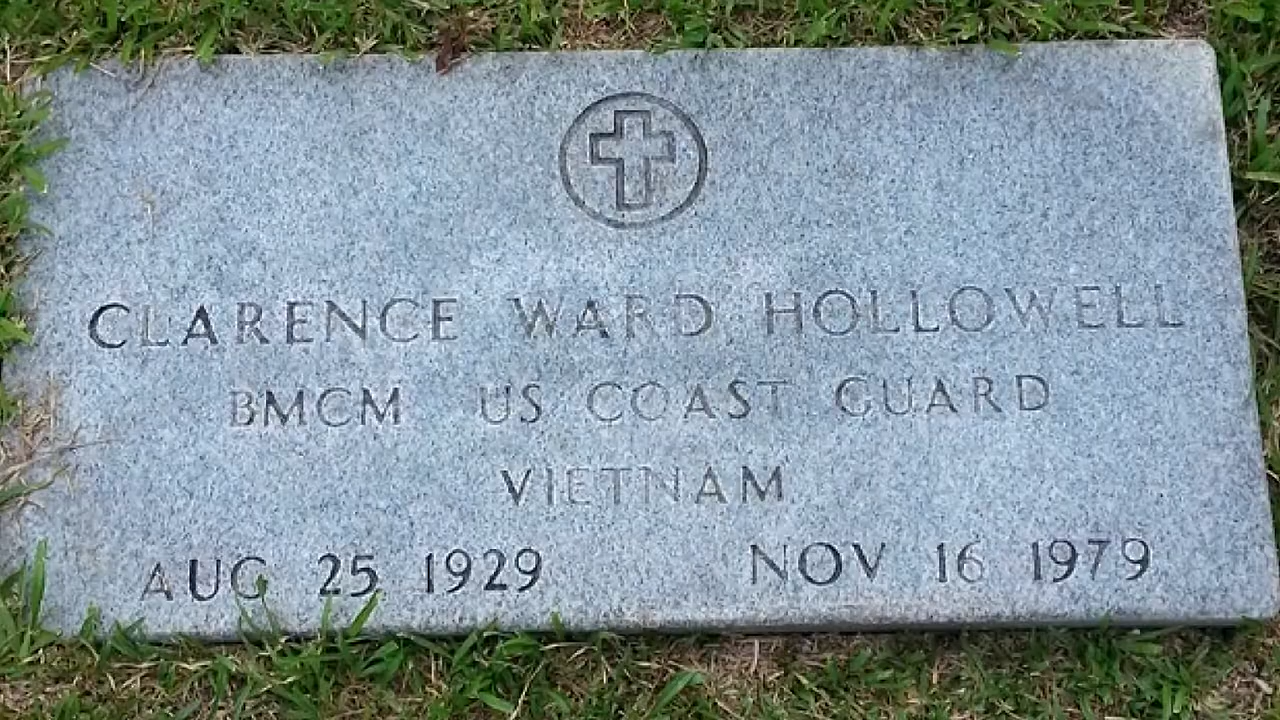 CLARENCE WARD HOLLOWELL
BMCM US COAST GUARD
VIETNAM
AUG 25 1929 NOV 16 1979